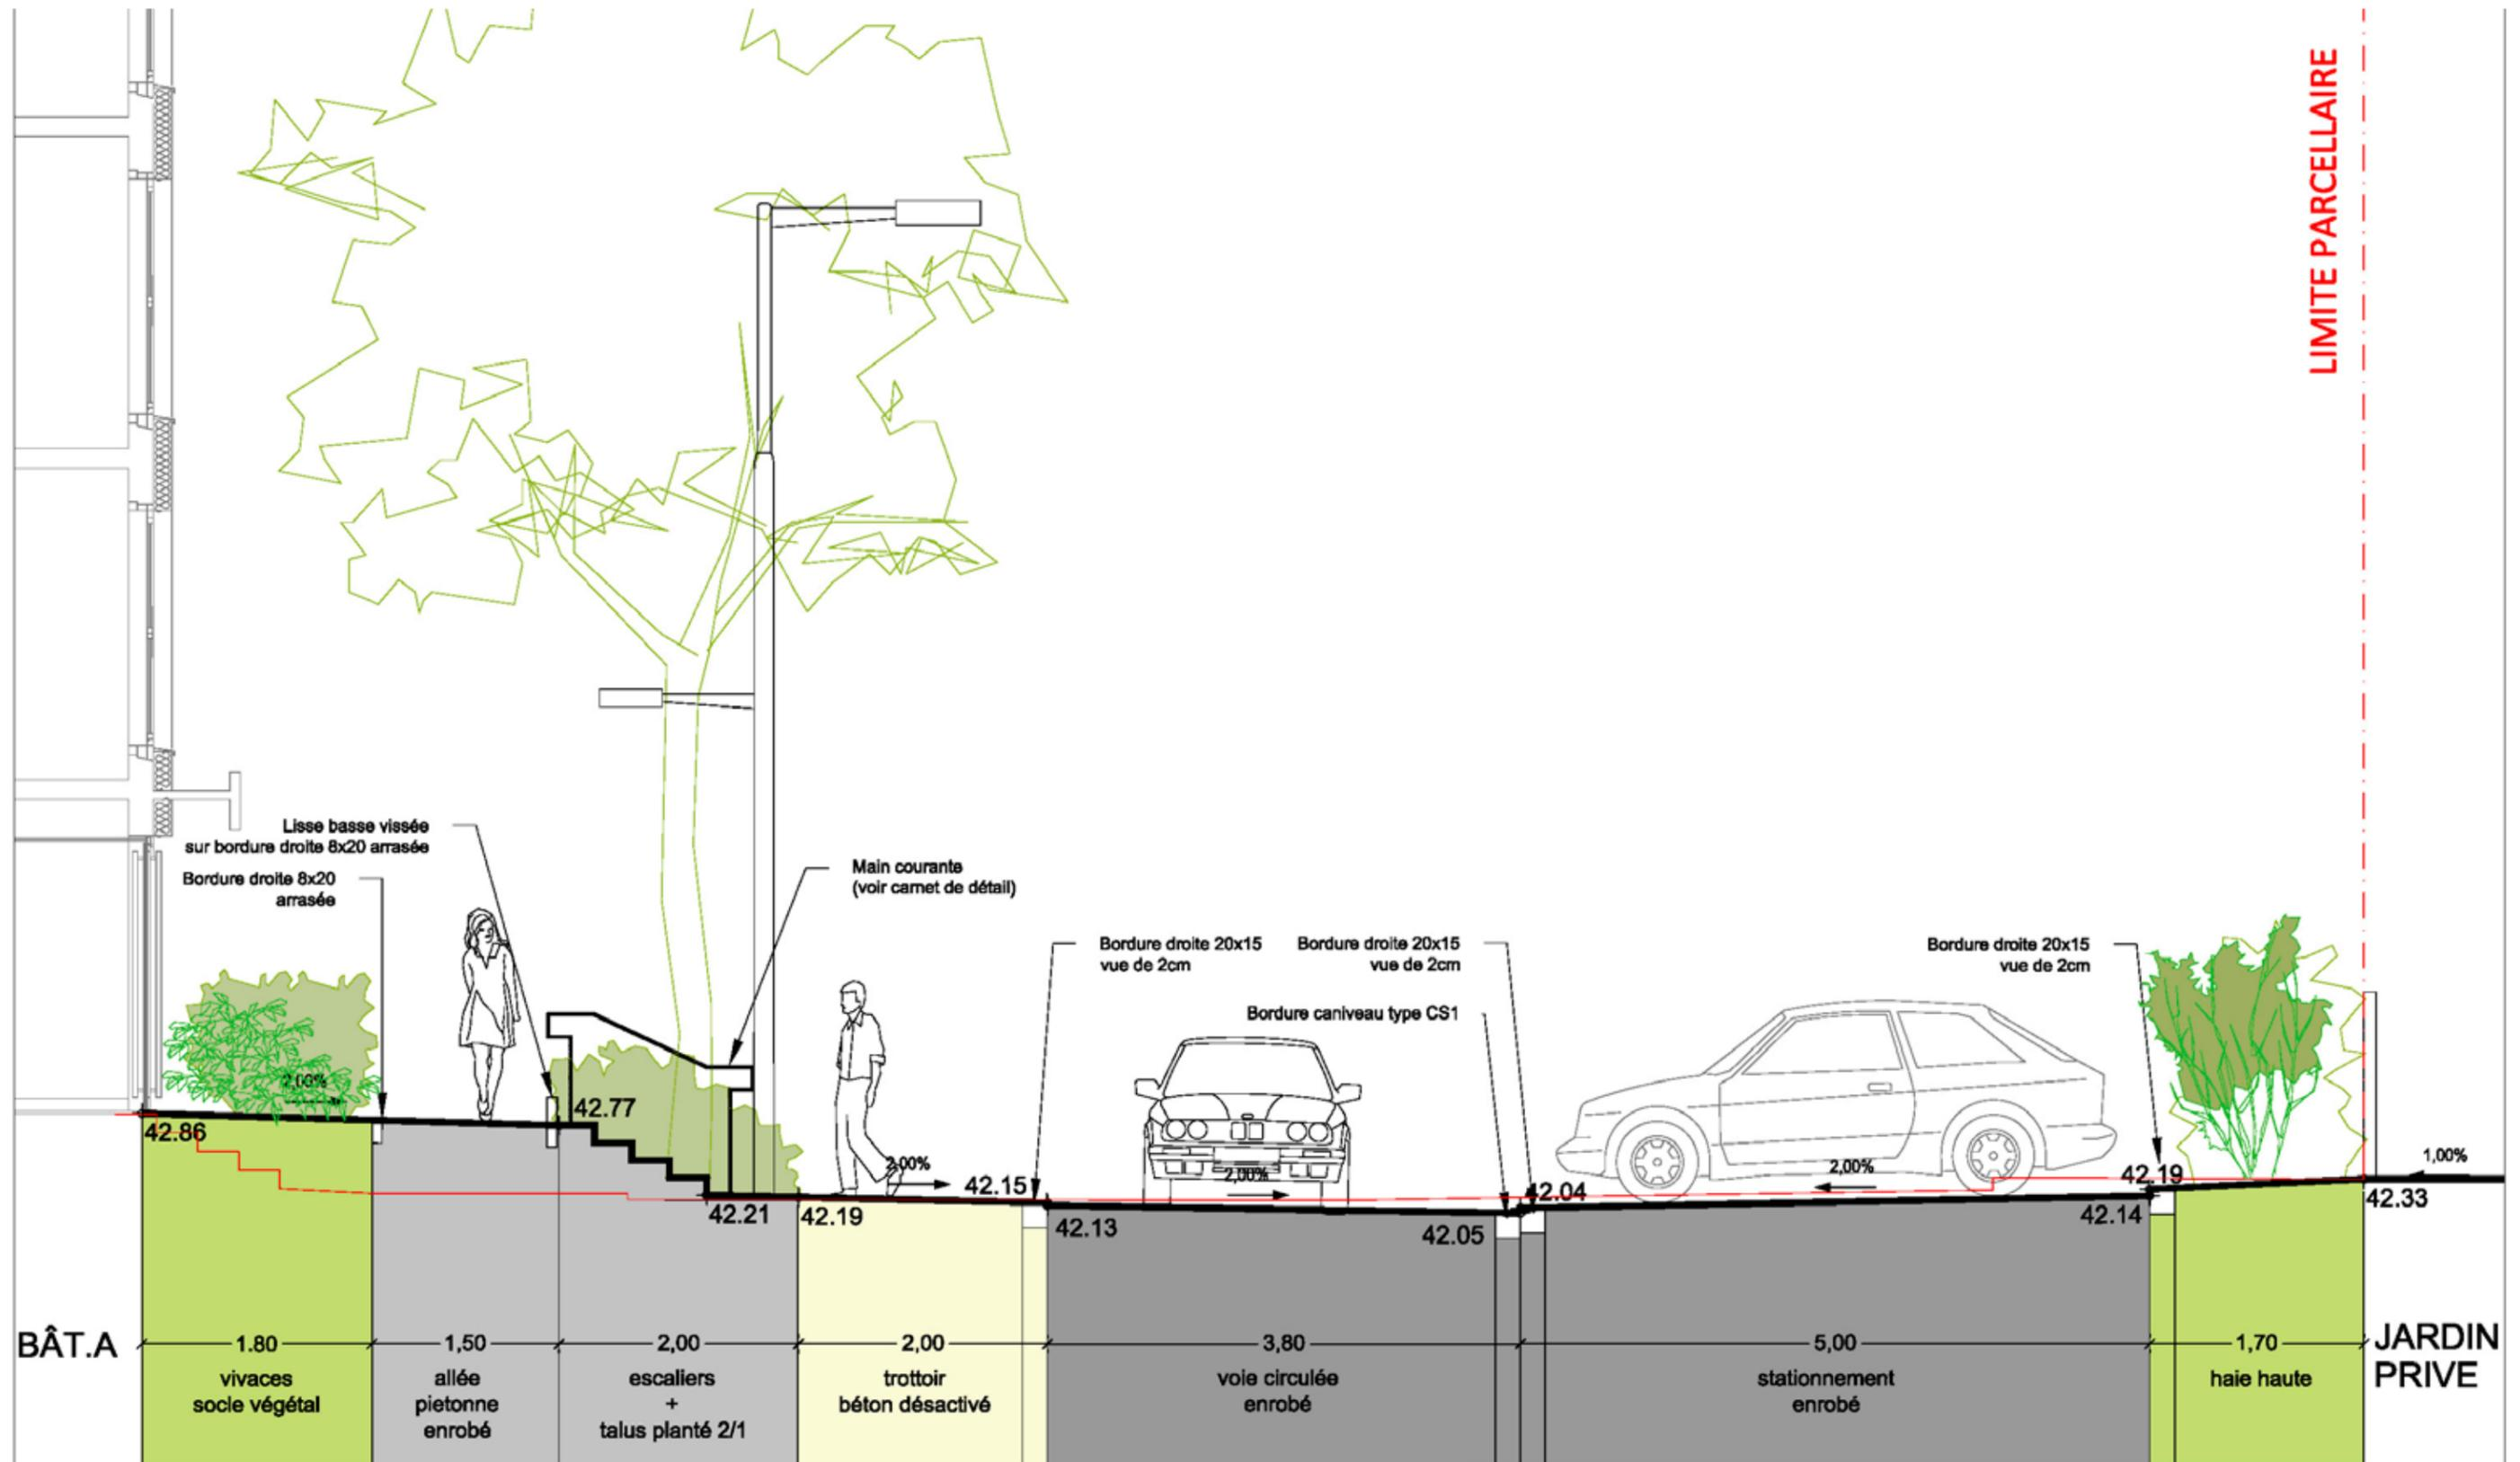 LIMITE PARCELLAIRE
Lisse basse vissée
sur bordure droite 8x20 arrasée
Bordure droite 8x20
arrasée
Main courante
(voir carnet de détail)
Bordure droite 20x15
vue de 2cm
Bordure droite 20x15
vue de 2cm
Bordure caniveau type CS1
Bordure droite 20x15
vue de 2cm
2,00%
42.86
42.77
42.21
42.19
2,00%
42.15
42.13
2,00%
42.05
42.04
2,00%
42.14
42.19
1,00%
42.33
BÂT.A
1.80
vivaces
socle végétal
1,50
allée
pietonne
enrobé
2,00
escaliers
+
talus planté 2/1
2,00
trottoir
béton désactivé
3,80
voie circulée
enrobé
5,00
stationnement
enrobé
1,70
haie haute
JARDIN
PRIVE